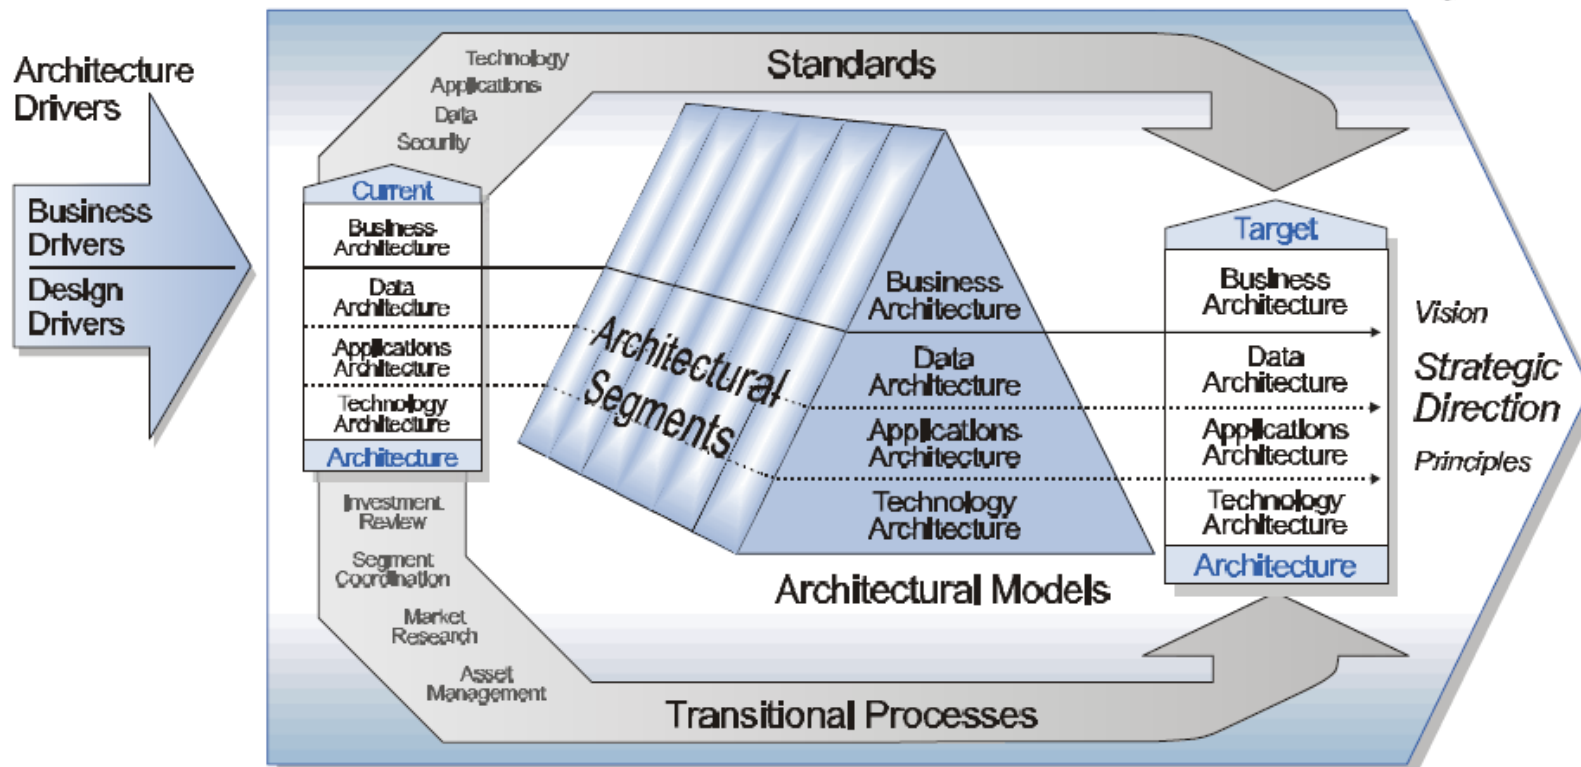 Architecture
Drivers
Business
Drivers
Design
Drivers
Technology
Applications
Data
Security
Standards
Current
Business
Architecture
Data
Architecture
Applications
Architecture
Technology
Architecture
Architecture
Investment
Review
Segment
Coordination
Market
Research
Asset
Management
Transitional Processes
Architectural
Segments
Business
Architecture
Data
Architecture
Applications
Architecture
Technology
Architecture
Architectural Models
Target
Business
Architecture
Data
Architecture
Applications
Architecture
Technology
Architecture
Architecture
Vision
Strategic
Direction
Principles